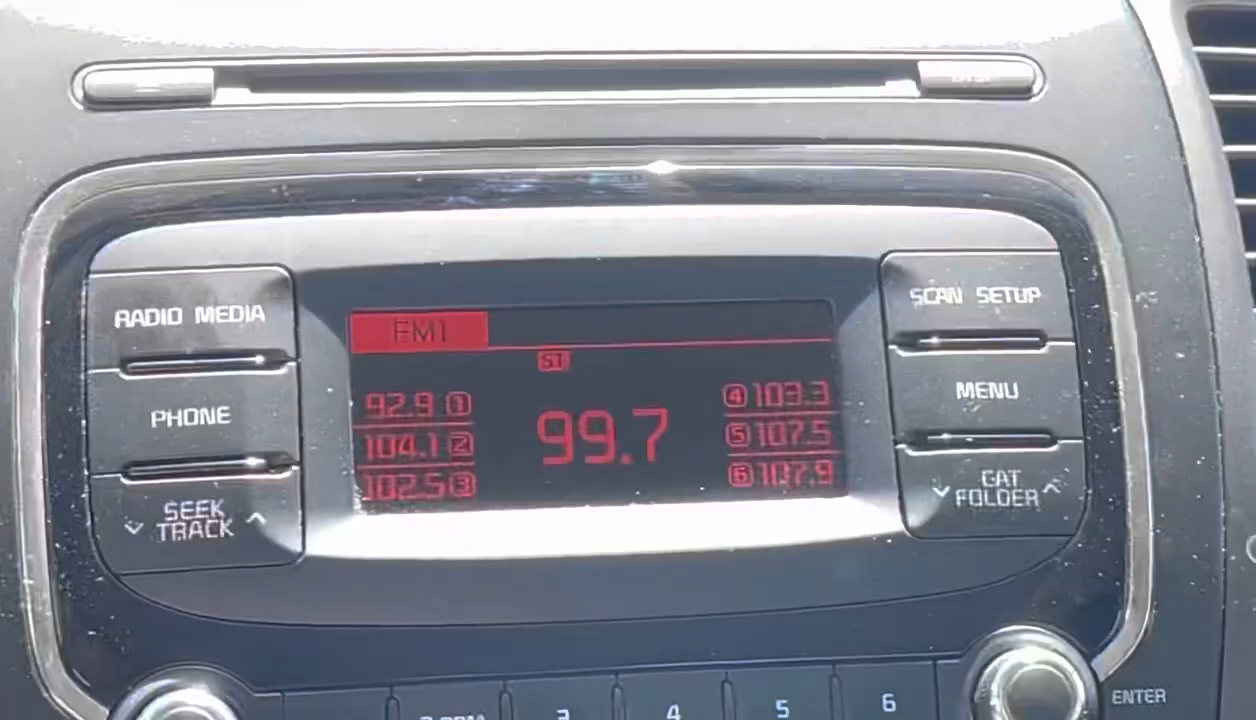 RADIO MEDIA
PHONE
SEEK
TRACK
FM1
ST
92.9 1
104.1 2
102.5 3
99.7
4 103.3
5 107.5
6 107.9
SCAN SETUP
MENU
CAT
FOLDER
3
4
5
6
ENTER